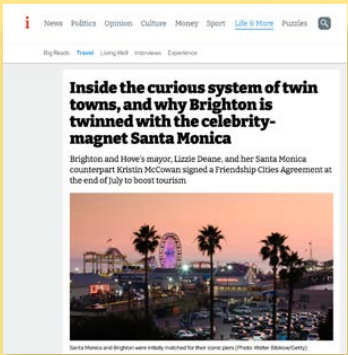 i News Politics Opinion Culture Money Sport Life & More Puzzles
Big Reads Travel Living Well Interviews Experience
Inside the curious system of twin
towns, and why Brighton is
twinned with the celebrity-
magnet Santa Monica
Brighton and Hove's mayor, Lizzie Deane, and her Santa Monica
counterpart Kristin McCowan signed a Friendship Cities Agreement at
the end of July to boost tourism
Santa Monica and Brighton were initially matched for their iconic piers (Photo: Walter Bibikow/Getty)